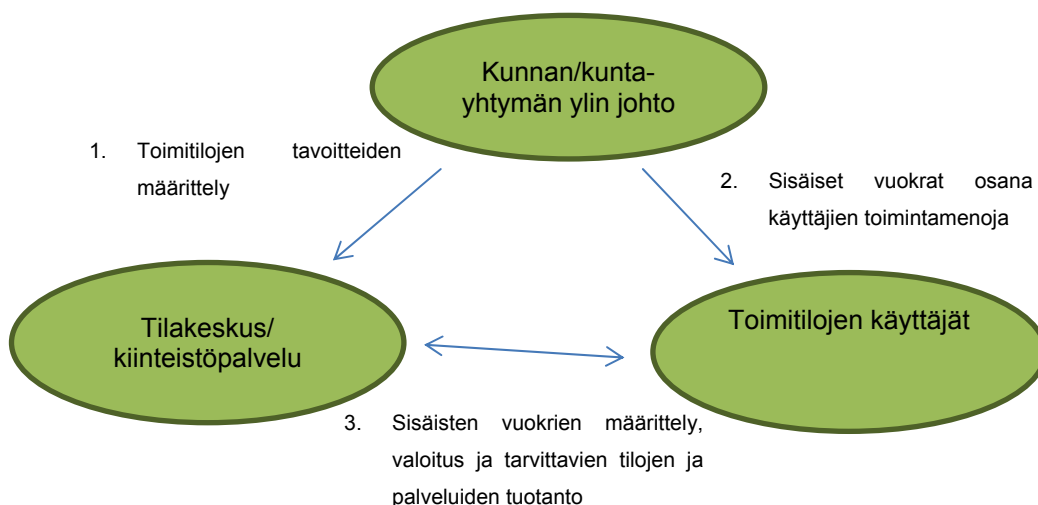 Kunnan/kunta-
yhtymän ylin johto
1. Toimitilojen tavoitteiden
määrittely
2. Sisäiset vuokrat osana
käyttäjien toimintamenoja
Tilakeskus/
kiinteistöpalvelu
Toimitilojen käyttäjät
3. Sisäisten vuokrien määrittely,
valoitus ja tarvittavien tilojen ja
palveluiden tuotanto